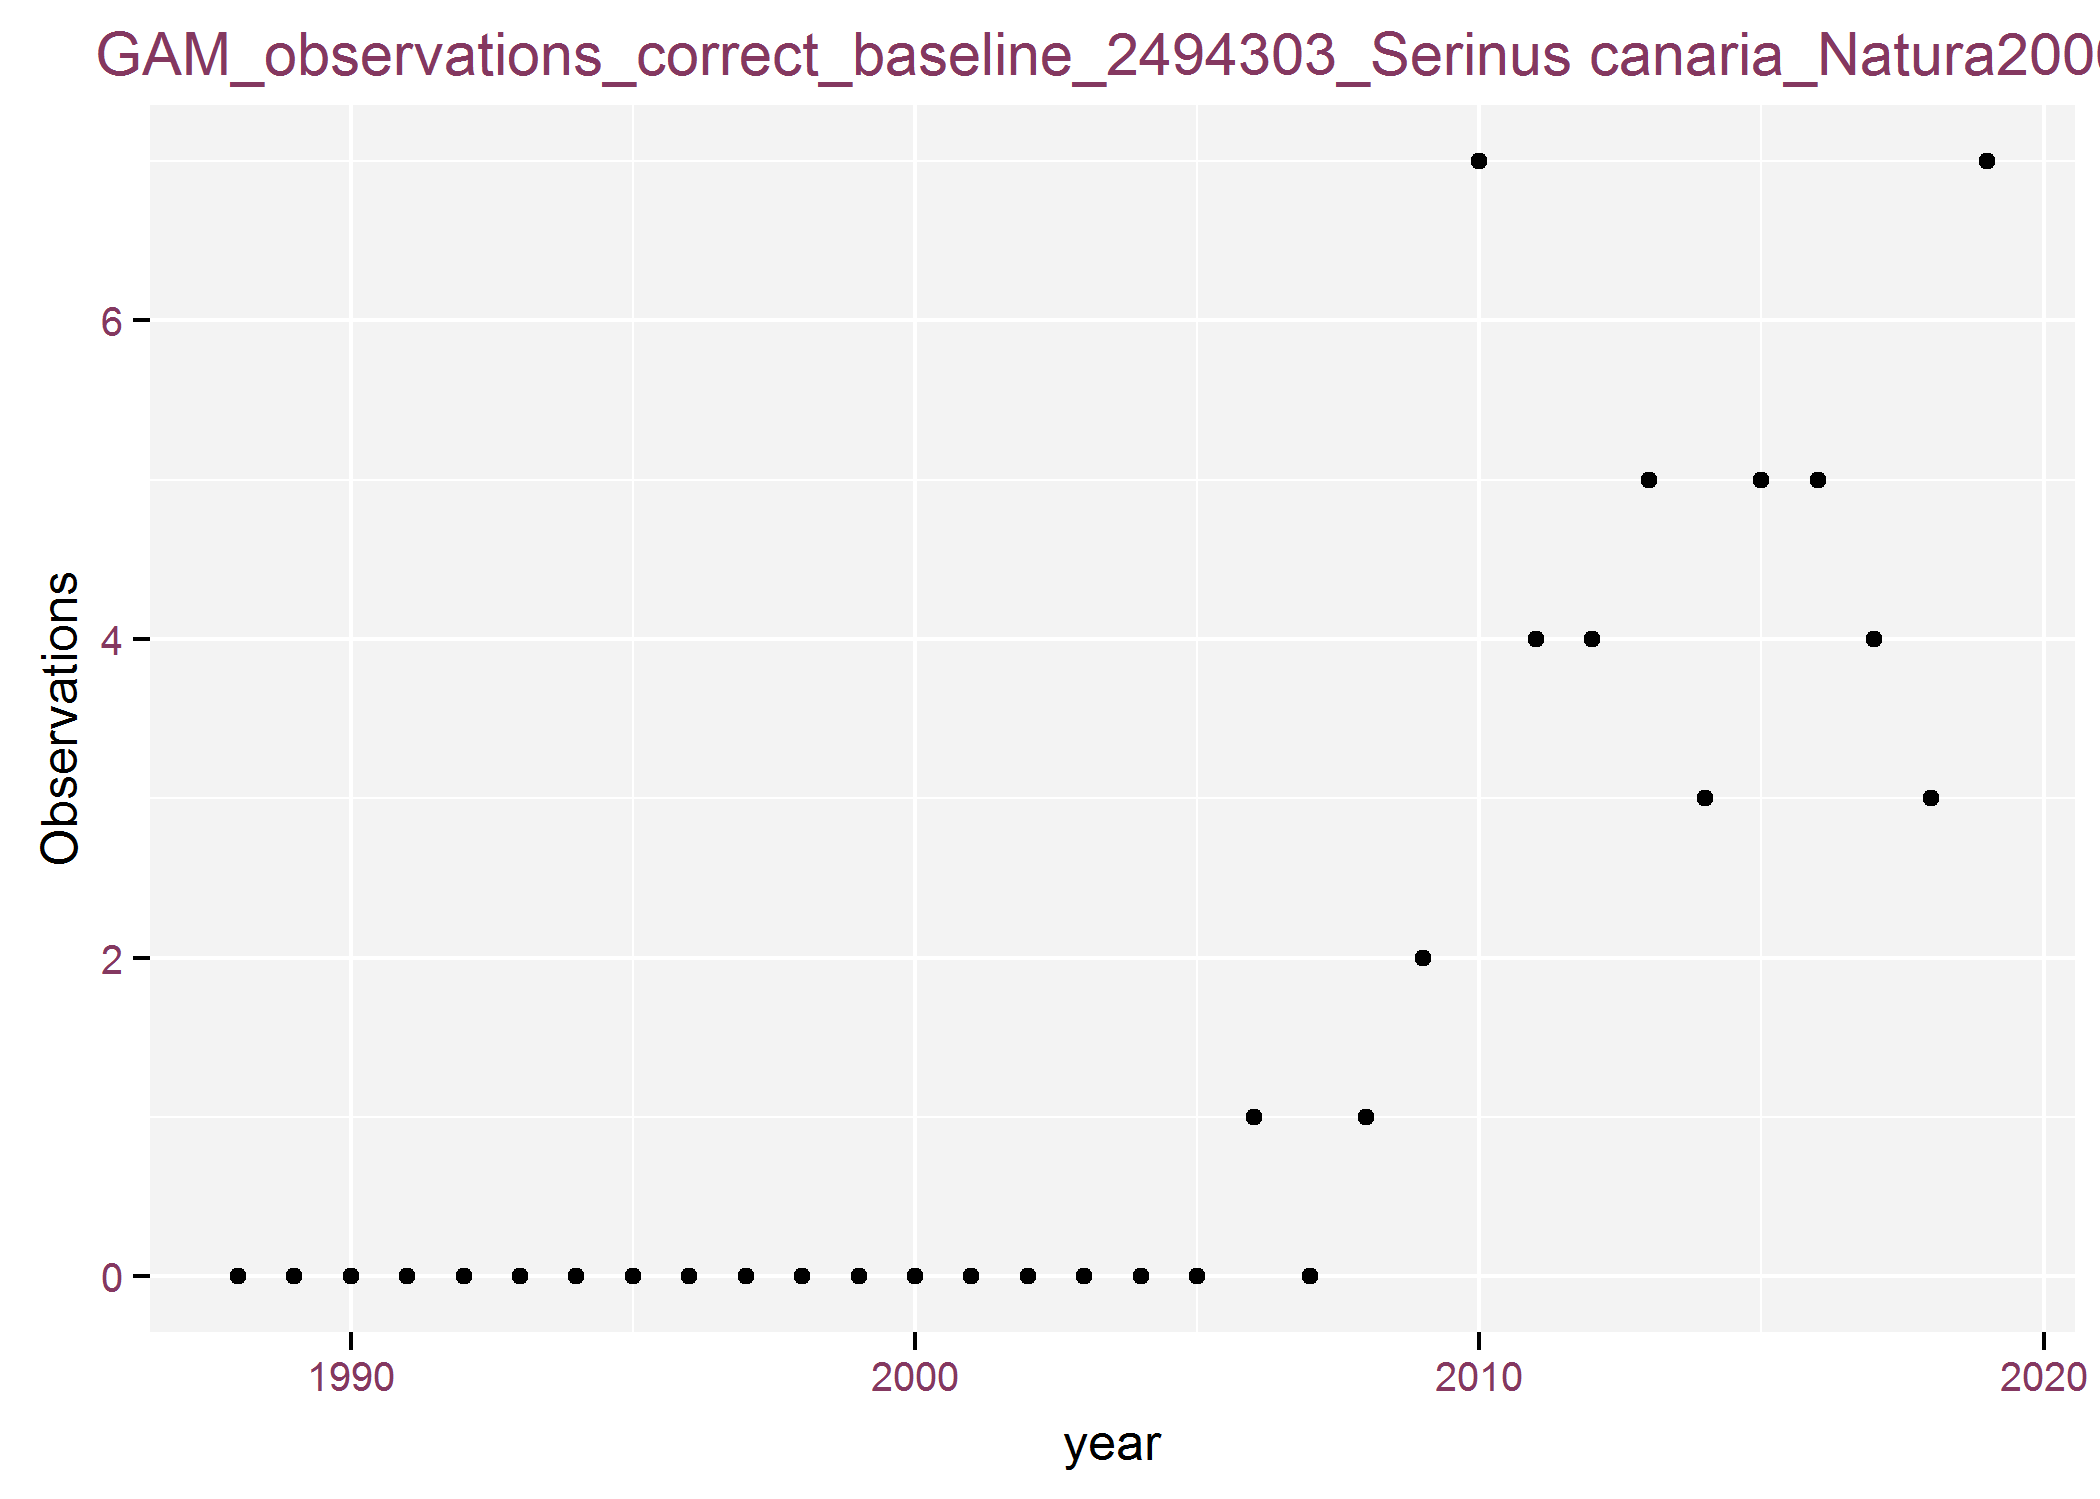 GAM_observations_correct_baseline_2494303_Serinus canaria_Natura200
Observations
6
4
2
0
1990 2000 2010 2020
year